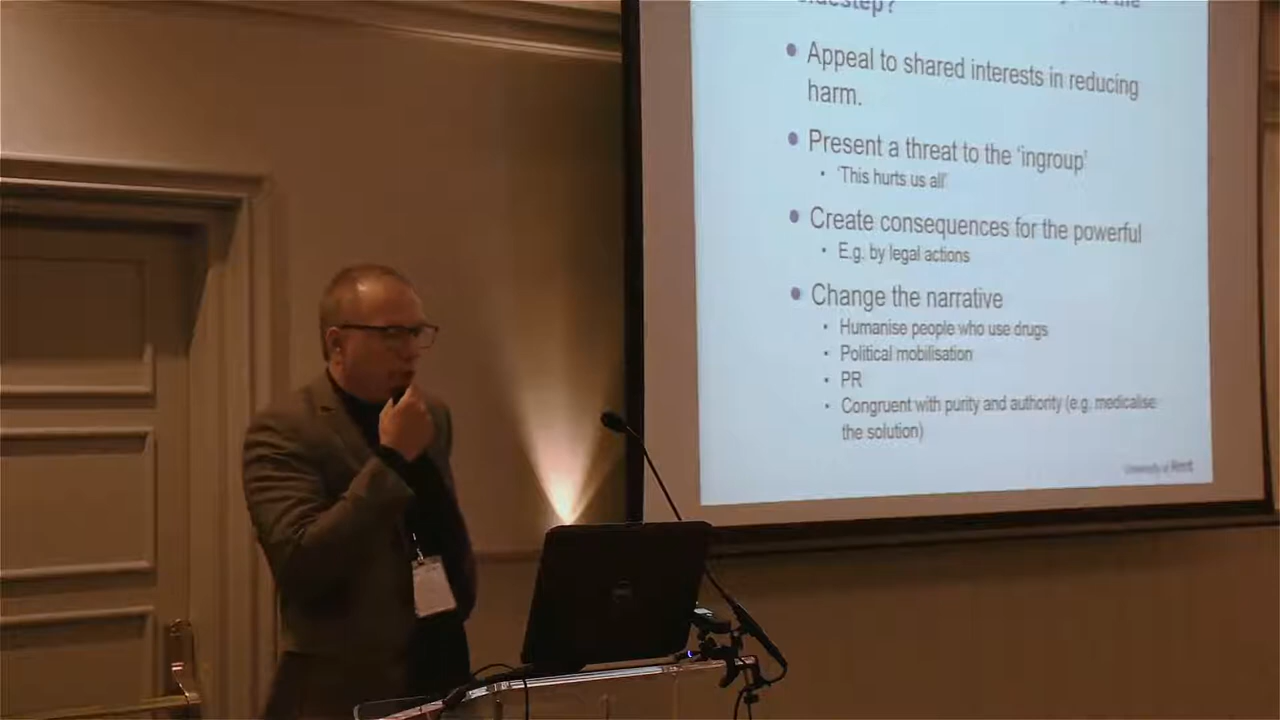 sidestep? the
• Appeal to shared interests in reducing
harm.
• Present a threat to the ‘ingroup’
• ‘This hurts us all’
• Create consequences for the powerful
• E.g. by legal actions
• Change the narrative
• Humanise people who use drugs
• Political mobilisation
• PR
• Congruent with purity and authority (e.g. medicalise
the solution)
University of Kent